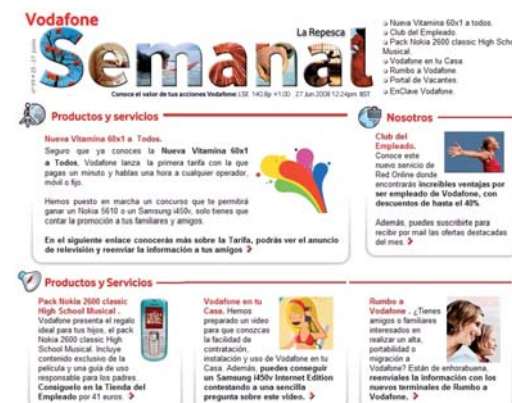 Vodafone
Semanal
La Repesca
Nueva Vitamina 60x1 a todos.
Club del Empleado.
Pack Nokia 2600 classic High Scho
Musical.
Vodafone en tu Casa
Rumbo a Vodafone.
Portal de Vacantes.
EnClave Vodafone.
Conoce el valor de tus acciones Vodafone: LSE 140.8p +1.00 27 Jun 2008 12:24pm BST
Productos y servicios
Nueva Vitamina 60x1 a Todos.
Seguro que ya conoces la Nueva Vitamina 60x1
a Todos, Vodafone lanza la primera tarifa con la que
pagas un minuto y hablas una hora a cualquier operador,
móvil o fijo.
Hemos puesto en marcha un concurso que te permitirá
ganar un Nokia 5610 o un Samsung i450v, solo tienes que
contar la promoción a tus familiares y amigos.
En el siguiente enlace conocerás más sobre la Tarifa, podrás ver el anuncio
de relevisión y reenviar la información a tus amigos
Nosotros
Club del
Empleado.
Conoce este
nuevo servicio de
Red Online donde
encontrarás increibles ventajas por
ser empleado de Vodafone, con
descuentos de hasta el 40%.
Además, puedes suscribirte para
recibir por mail las ofertas destacadas
del mes.
Productos y Servicios
Pack Nokia 2600 classic
High School Musical .
Vodafone presenta el regalo
ideal para tus hijos, el pack
Nokia 2600 classic High
School Musical. Incluye
contenido exclusivo de la
película y una guía de uso
responsable para los padres.
Consiguelo en la Tienda del
Empleado por 41 euros.
Vodafone en tu
Casa. Hemos
preparado un video
para que conozcas
la facilidad de
contratación,
instalación y uso de Vodafone en tu
Casa. Además, puedes conseguir
un Samsung i450v Internet Edition
contestando a una sencilla
pregunta sobre este vídeo.
Rumbo a
Vodafone . ¿Tienes
amigos o familiares
interesados en
realizar un alta,
portabilidad o
migración a
Vodafone? Están de enhorabuena,
reenvíales la información con los
nuevos terminales de Rumbo a
Vodafone.